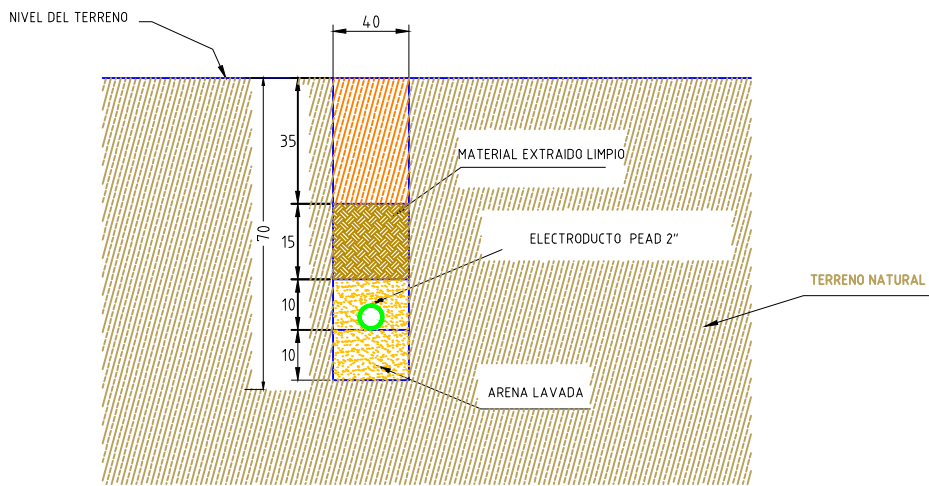 NIVEL DEL TERRENO
40
35
MATERIAL EXTRAIDO LIMPIO
70
15
ELECTRODUCTO PEAD 2"
TERRENO NATURAL
10
10
ARENA LAVADA